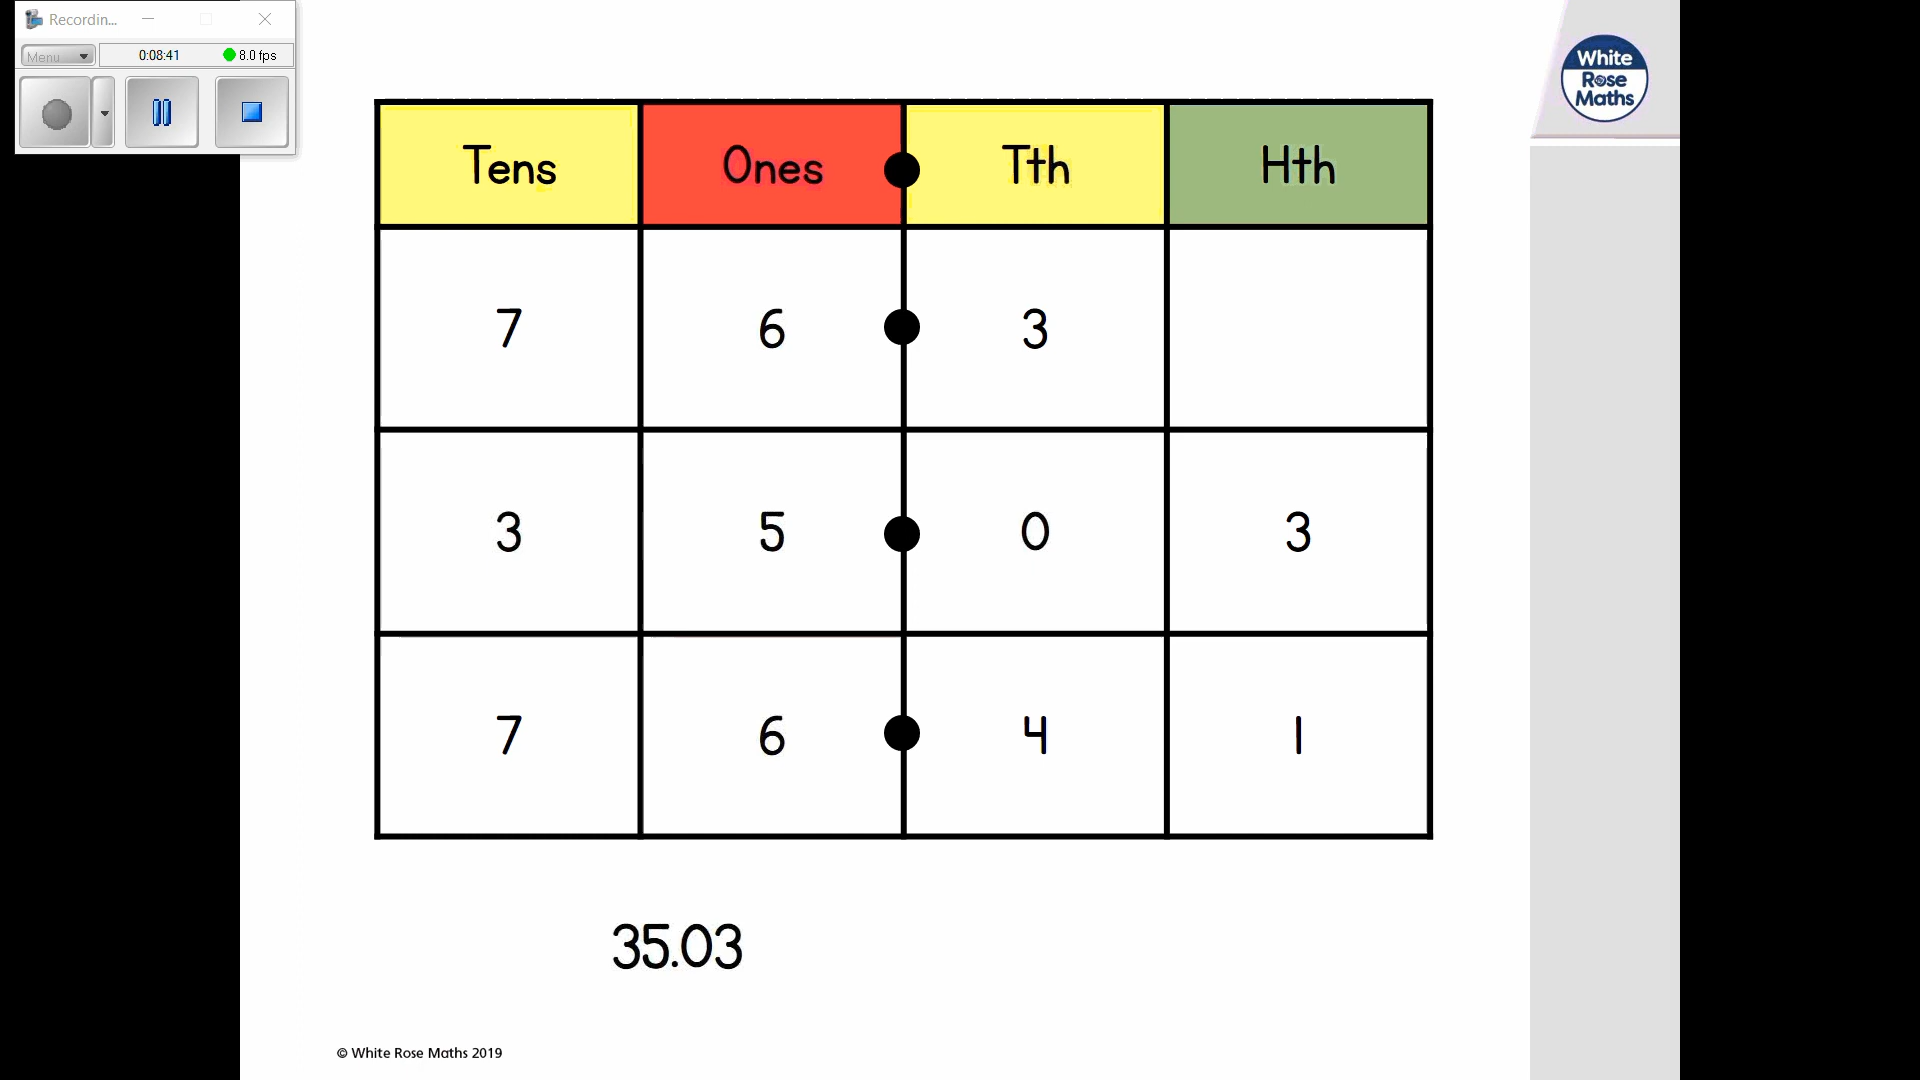 Recordin...
Menu 0:08:41 8.0 fps
White
Rose
Maths
Tens Ones Tth Hth
7 6 3
3 5 0 3
7 6 4 1
35.03
© White Rose Maths 2019